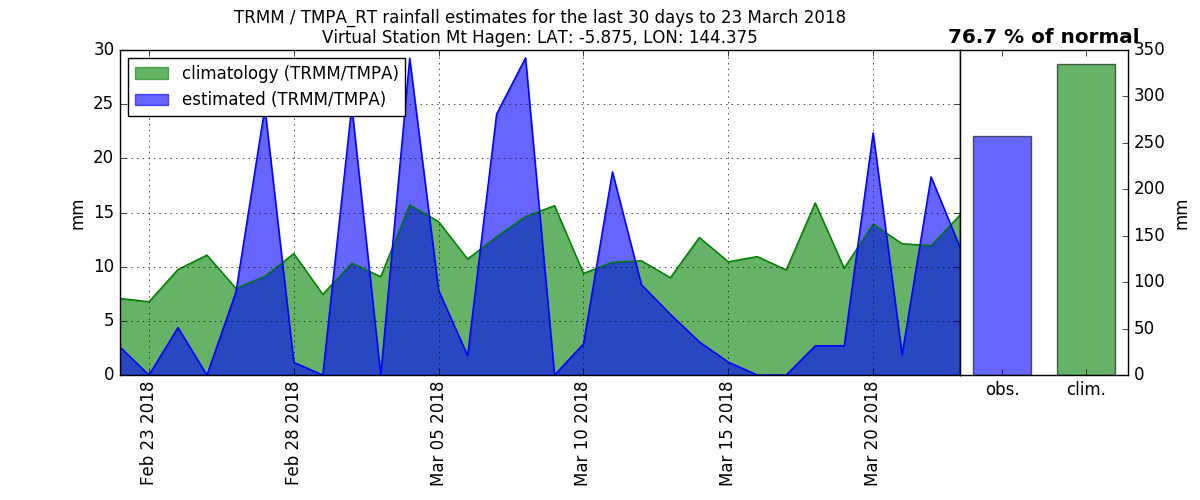 TRMM / TMPA_RT rainfall estimates for the last 30 days to 23 March 2018
Virtual Station Mt Hagen: LAT: -5.875, LON: 144.375
76.7 % of normal
climatology (TRMM/TMPA)
estimated (TRMM/TMPA)
30
25
20
15
10
5
0
mm
Feb 23 2018
Feb 28 2018
Mar 05 2018
Mar 10 2018
Mar 15 2018
Mar 20 2018
350
300
250
200
150
100
50
0
mm
obs.
clim.